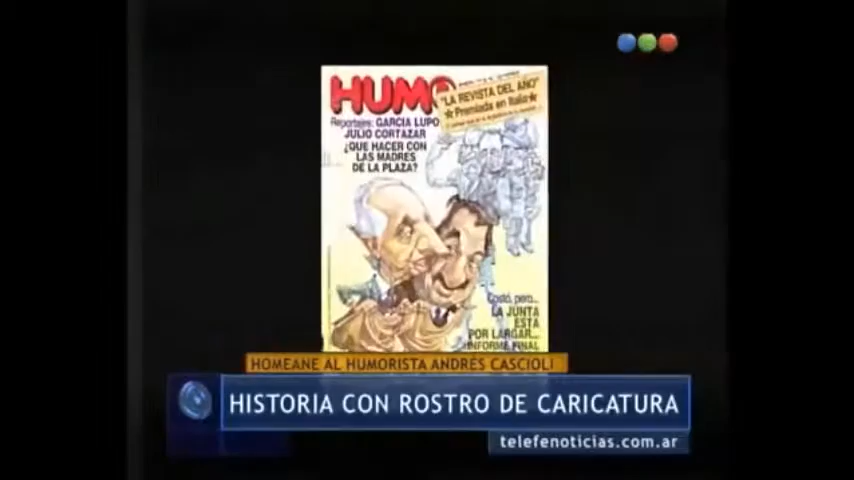 HUMO
"LA REVISTA DEL AÑO"
★Premiada en Italia★
Reportajes: GARCIA LUPO
JULIO CORTAZAR
¿QUE HACER CON
LAS MADRES
DE LA PLAZA?
Costó, pero...
LA JUNTA
ESTA
POR LARGAR...
INFORME FINAL
HOMEANE AL HUMORISTA ANDRÉS CASCIOLI
HISTORIA CON ROSTRO DE CARICATURA
telefenoticias.com.ar